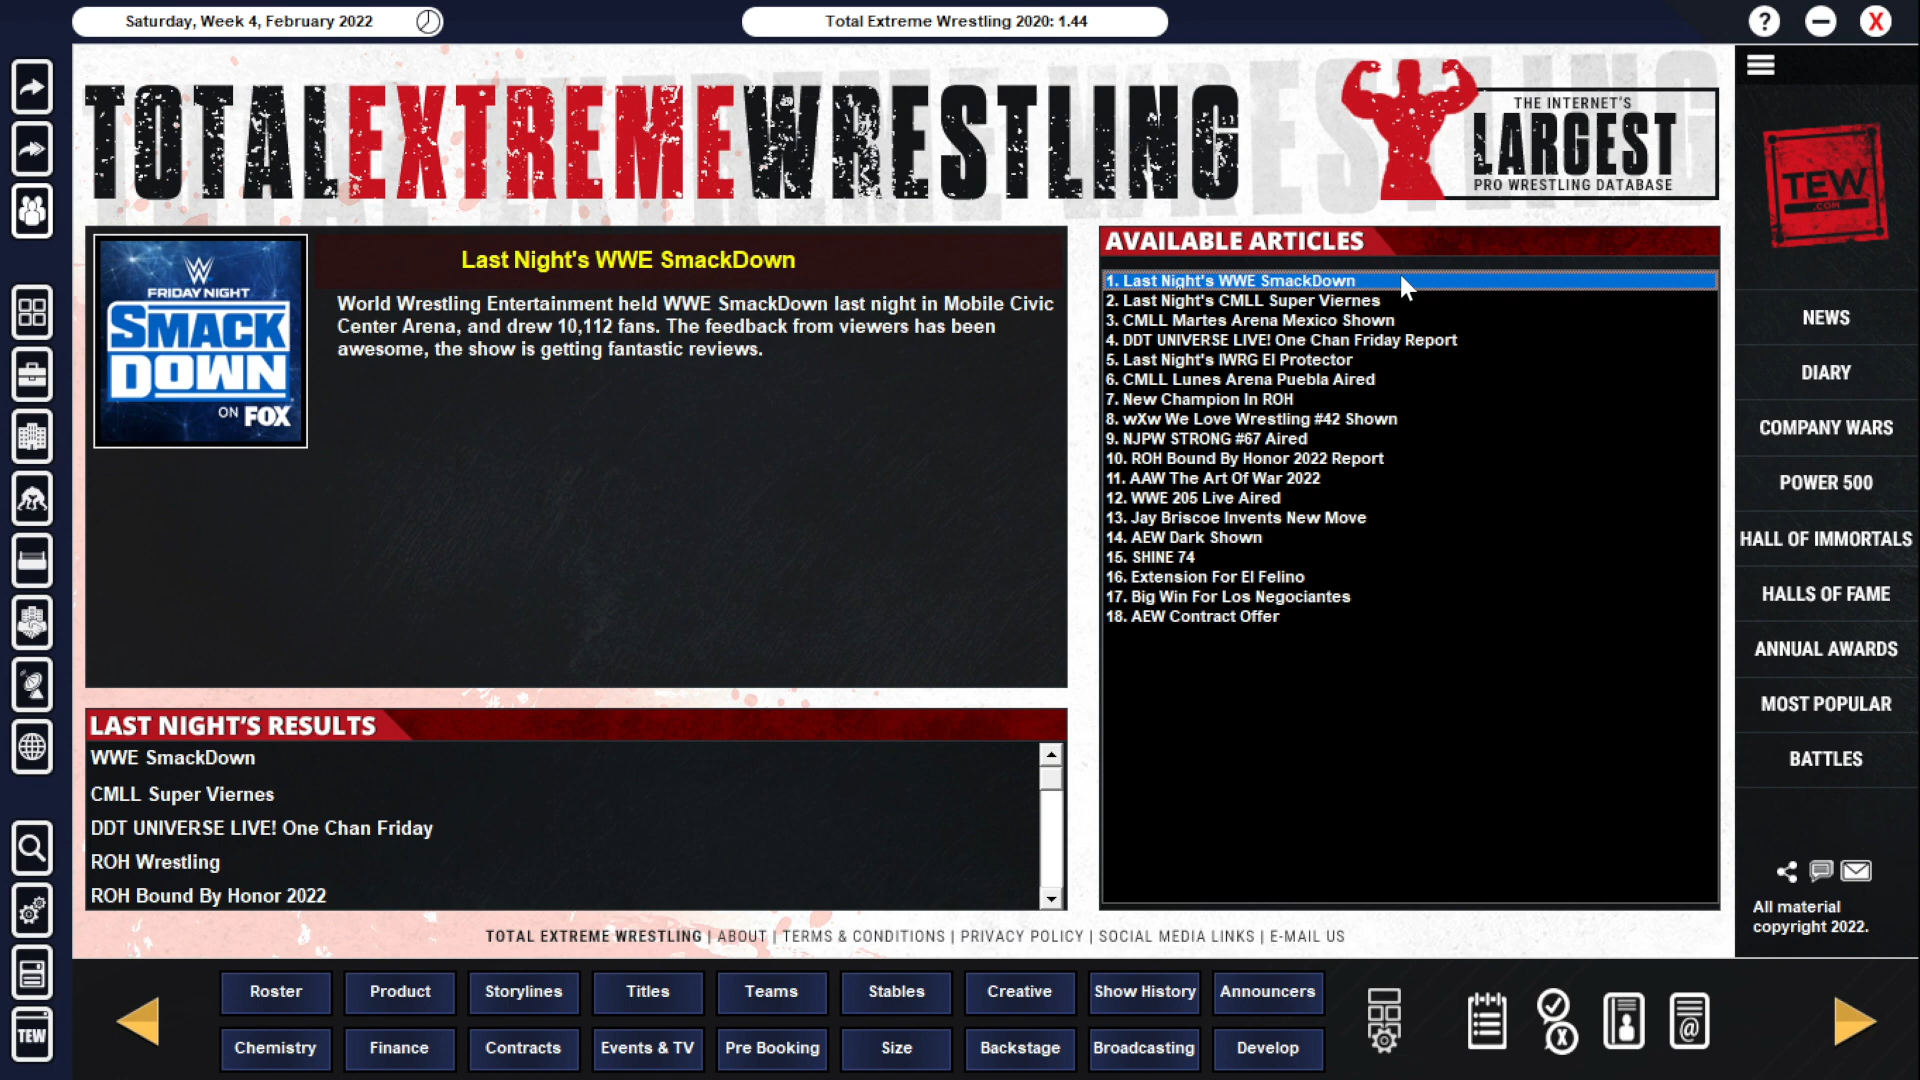 Saturday, Week 4, February 2022
Total Extreme Wrestling 2020: 1.44
?
X
TOTALEXTREMEWRESTLING
THE INTERNET'S
LARGEST
PRO WRESTLING DATABASE
TEW
.COM
W
FRIDAY NIGHT
SMACK
DOWN
ON FOX
Last Night's WWE SmackDown
World Wrestling Entertainment held WWE SmackDown last night in Mobile Civic
Center Arena, and drew 10,112 fans. The feedback from viewers has been
awesome, the show is getting fantastic reviews.
AVAILABLE ARTICLES
1. Last Night's WWE SmackDown
2. Last Night's CMLL Super Viernes
3. CMLL Martes Arena Mexico Shown
4. DDT UNIVERSE LIVE! One Chan Friday Report
5. Last Night's IWRG El Protector
6. CMLL Lunes Arena Puebla Aired
7. New Champion In ROH
8. wXw We Love Wrestling #42 Shown
9. NJPW STRONG #67 Aired
10. ROH Bound By Honor 2022 Report
11. AAW The Art Of War 2022
12. WWE 205 Live Aired
13. Jay Briscoe Invents New Move
14. AEW Dark Shown
15. SHINE 74
16. Extension For El Felino
17. Big Win For Los Negociantes
18. AEW Contract Offer
NEWS
DIARY
COMPANY WARS
POWER 500
HALL OF IMMORTALS
HALLS OF FAME
ANNUAL AWARDS
MOST POPULAR
BATTLES
All material
copyright 2022.
LAST NIGHT'S RESULTS
WWE SmackDown
CMLL Super Viernes
DDT UNIVERSE LIVE! One Chan Friday
ROH Wrestling
ROH Bound By Honor 2022
TOTAL EXTREME WRESTLING | ABOUT | TERMS & CONDITIONS | PRIVACY POLICY | SOCIAL MEDIA LINKS | E-MAIL US
TEW
Roster
Product
Storylines
Titles
Teams
Stables
Creative
Show History
Announcers
Chemistry
Finance
Contracts
Events & TV
Pre Booking
Size
Backstage
Broadcasting
Develop